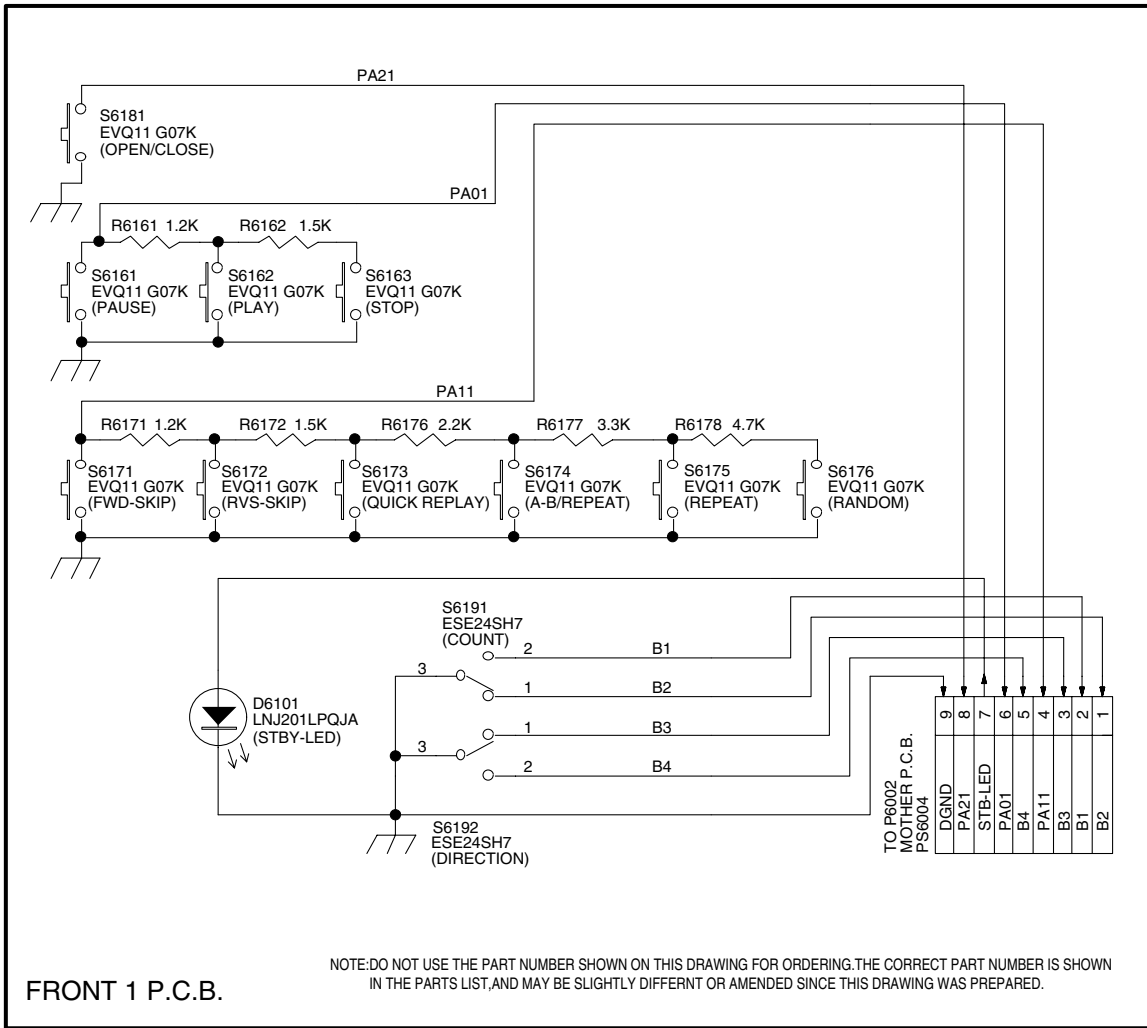 PA21
S6181
EVQ11 G07K
(OPEN/CLOSE)
PA01
R6161 1.2K
R6162 1.5K
S6161
EVQ11 G07K
(PAUSE)
S6162
EVQ11 G07K
(PLAY)
S6163
EVQ11 G07K
(STOP)
PA11
R6171 1.2K
R6172 1.5K
R6176 2.2K
R6177 3.3K
R6178 4.7K
S6171
EVQ11 G07K
(FWD-SKIP)
S6172
EVQ11 G07K
(RVS-SKIP)
S6173
EVQ11 G07K
(QUICK REPLAY)
S6174
EVQ11 G07K
(A-B/REPEAT)
S6175
EVQ11 G07K
(REPEAT)
S6176
EVQ11 G07K
(RANDOM)
S6191
ESE24SH7
(COUNT)
2 B1
3
1 B2
1 B3
3
2 B4
D6101
LNJ201LPQJA
(STBY-LED)
S6192
ESE24SH7
(DIRECTION)
TO P6002
MOTHER P.C.B.
PS6004
9 DGND
8 PA21
7 STB-LED
6 PA01
5 B4
4 PA11
3 B3
2 B1
1 B2
NOTE:DO NOT USE THE PART NUMBER SHOWN ON THIS DRAWING FOR ORDERING.THE CORRECT PART NUMBER IS SHOWN
IN THE PARTS LIST,AND MAY BE SLIGHTLY DIFFERNT OR AMENDED SINCE THIS DRAWING WAS PREPARED.
FRONT 1 P.C.B.